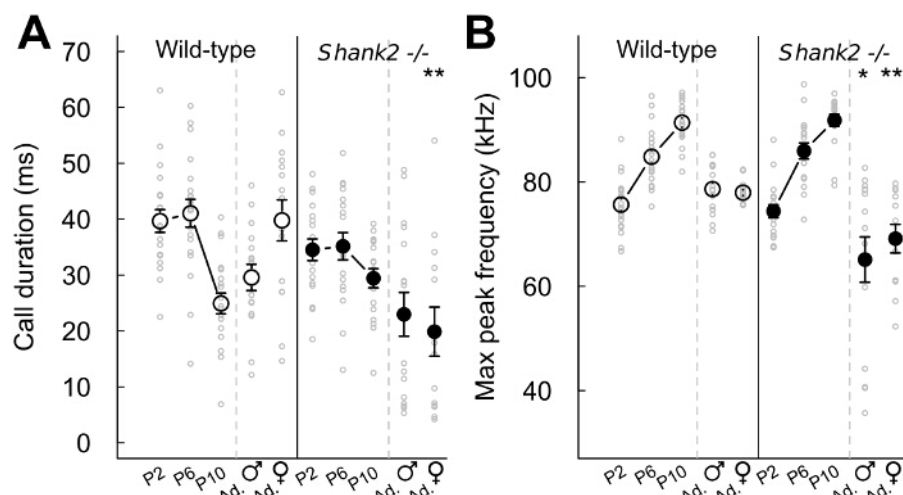 A
Wild-type
Shank2 -/-
**
Call duration (ms)
70
60
50
40
30
20
10
0
P2 P6 P10 Ad. ♂ Ad. ♀ P2 P6 P10 Ad. ♂ Ad. ♀
B
Wild-type
Shank2 -/-
* **
Max peak frequency (kHz)
100
80
60
40
P2 P6 P10 Ad. ♂ Ad. ♀ P2 P6 P10 Ad. ♂ Ad. ♀